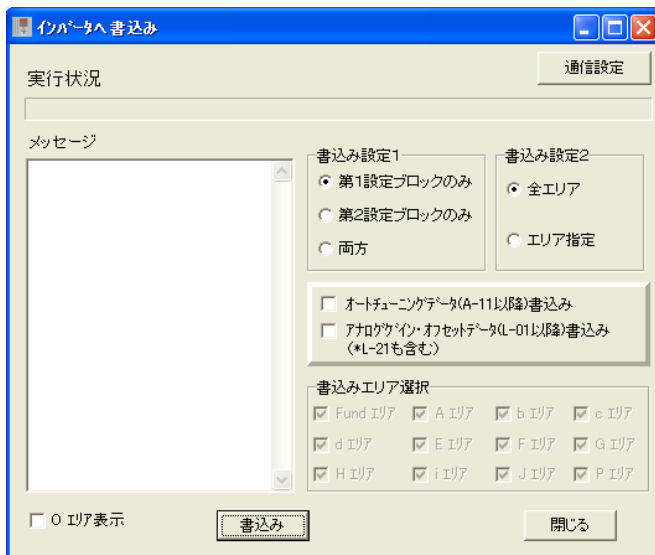 インバータへ書込み
通信設定
実行状況
メッセージ
書込み設定1
第1設定ブロックのみ
第2設定ブロックのみ
両方
書込み設定2
全エリア
エリア指定
オートチューニングデータ(A-11以降)書込み
アナログゲイン・オフセットデータ(L-01以降)書込み
(*L-21も含む)
書込みエリア選択
Fund エリア A エリア b エリア c エリア
d エリア E エリア F エリア G エリア
H エリア i エリア J エリア P エリア
O エリア表示
書込み
閉じる